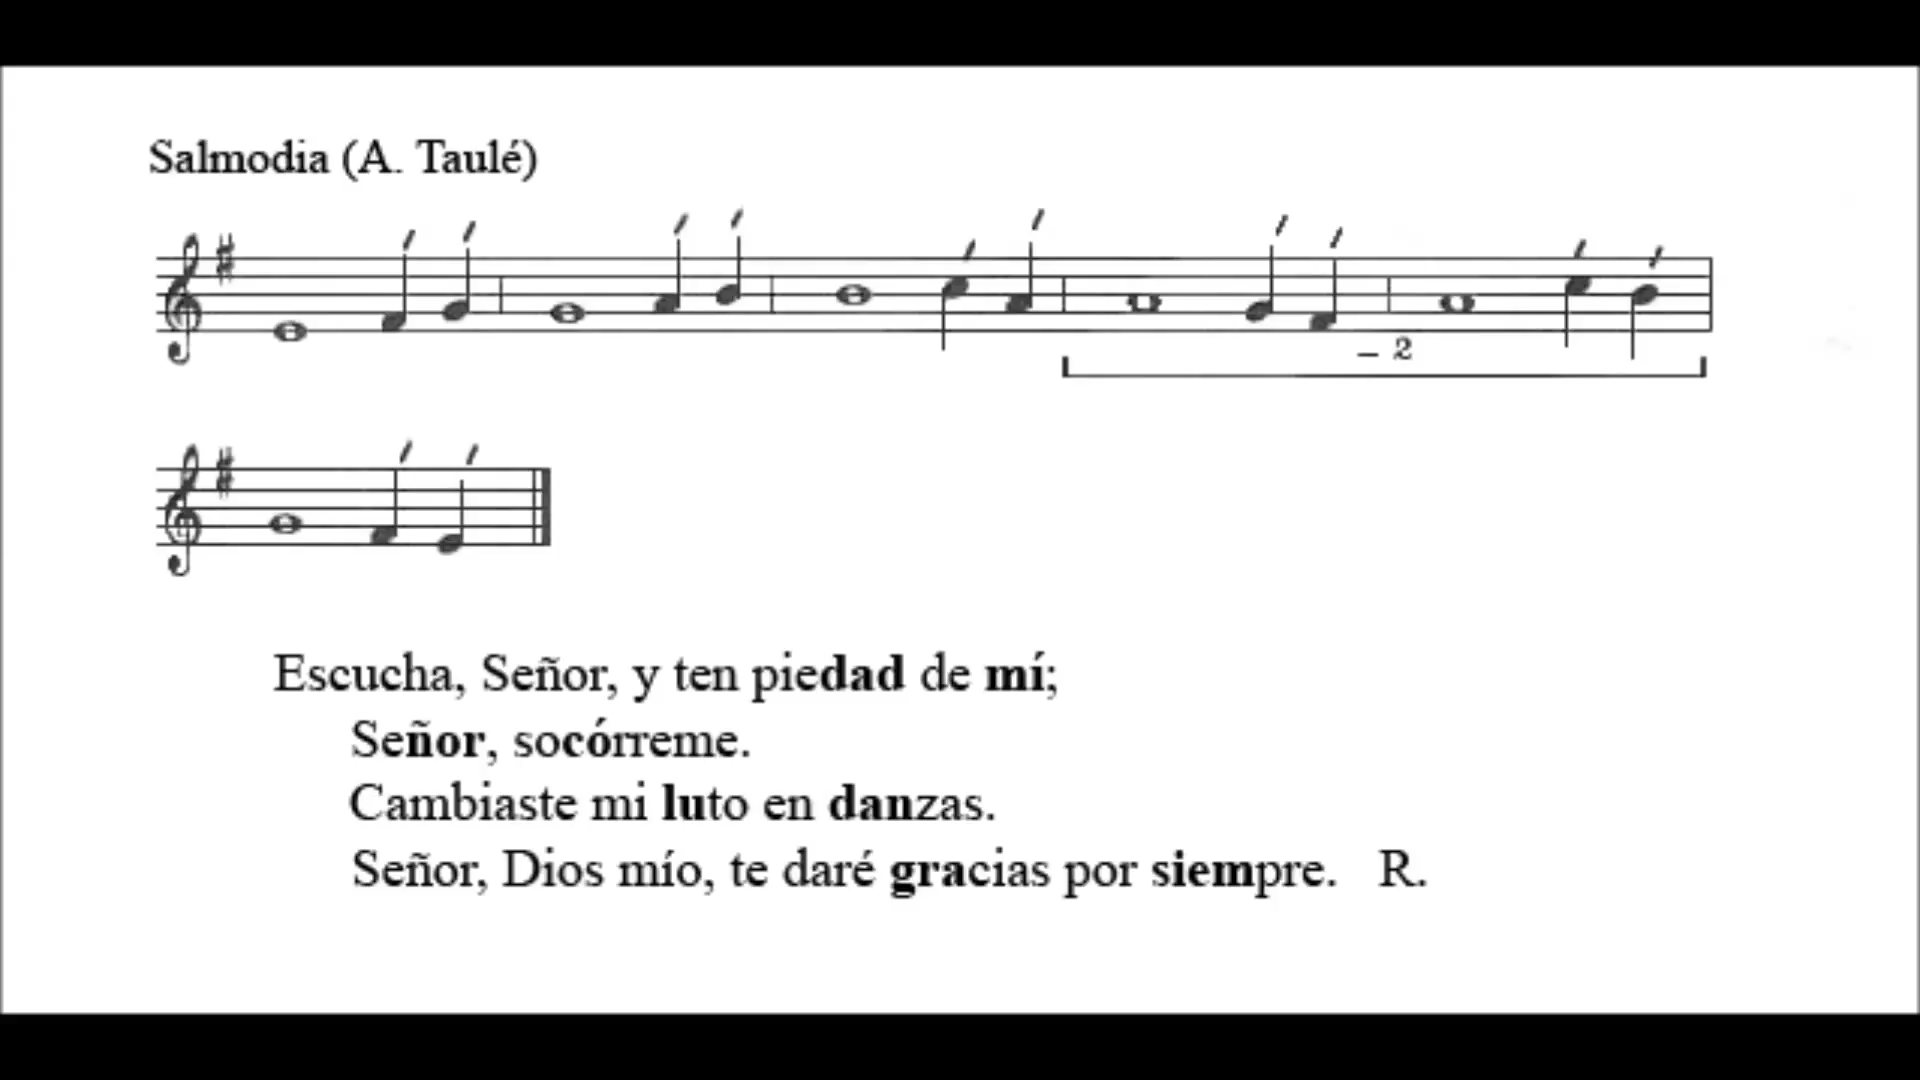 Salmodia (A. Taulé)
– 2
Escucha, Señor, y ten piedad de mí;
Señor, socórreme.
Cambiaste mi luto en danzas.
Señor, Dios mío, te daré gracias por siempre. R.